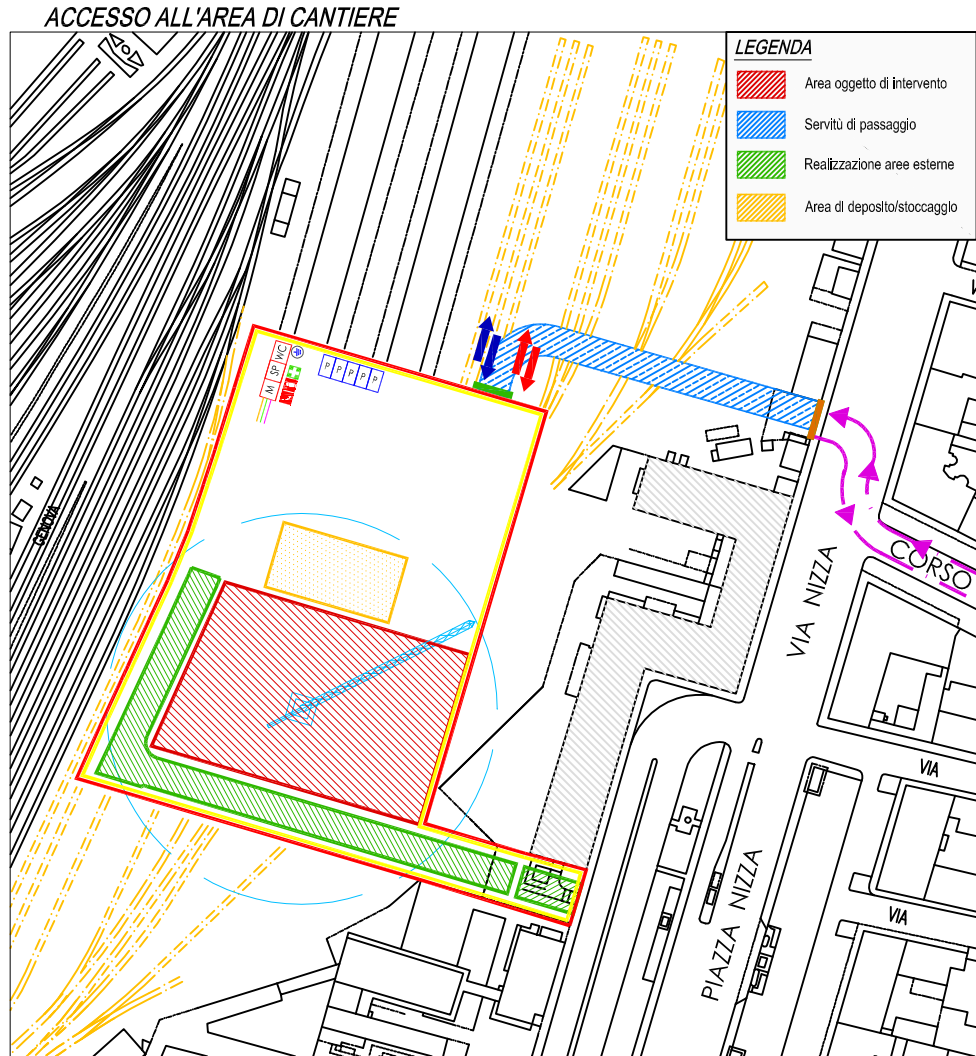 ACCESSO ALL'AREA DI CANTIERE
LEGENDA
Area oggetto di intervento
Servitù di passaggio
Realizzazione aree esterne
Area di deposito/stoccaggio
M SP WC
P P P P P
GENOVA
VIA NIZZA
CORSO
VIA
VIA
PIAZZA NIZZA
V